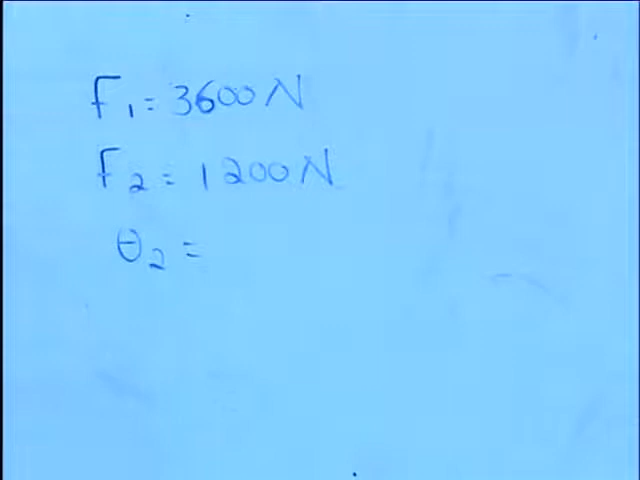 F₁ = 3600 N
F₂ = 1200 N
θ₂ =